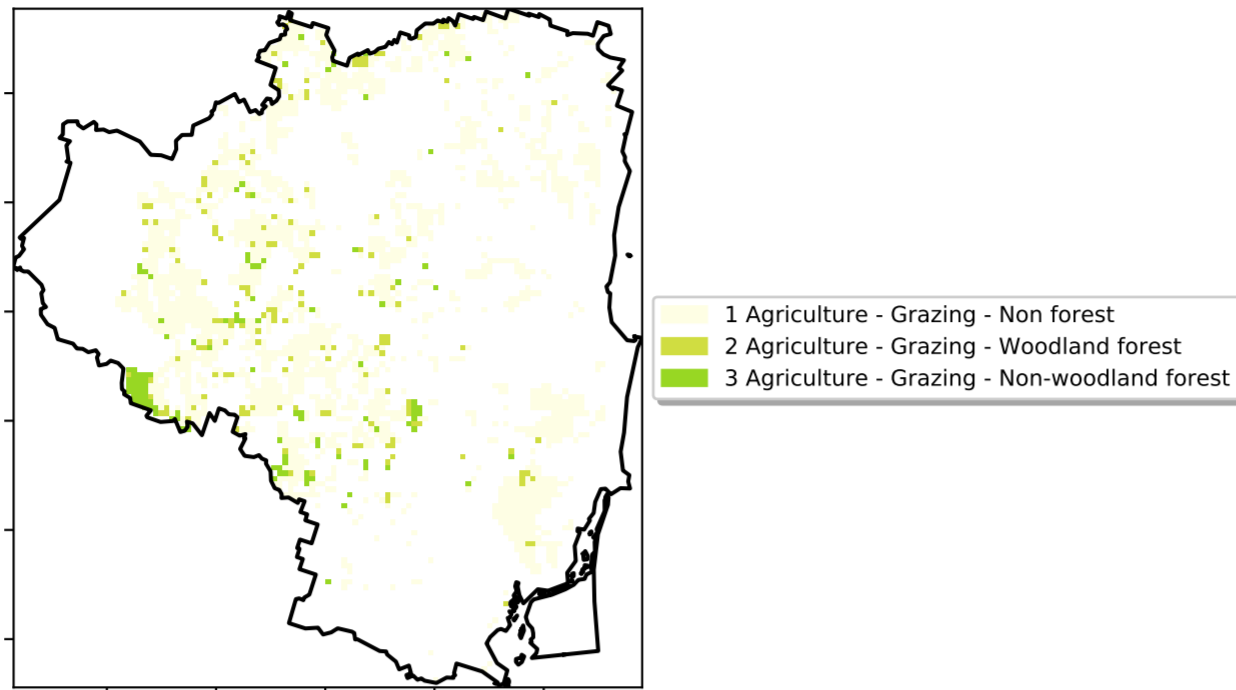 1 Agriculture - Grazing - Non forest
2 Agriculture - Grazing - Woodland forest
3 Agriculture - Grazing - Non-woodland forest